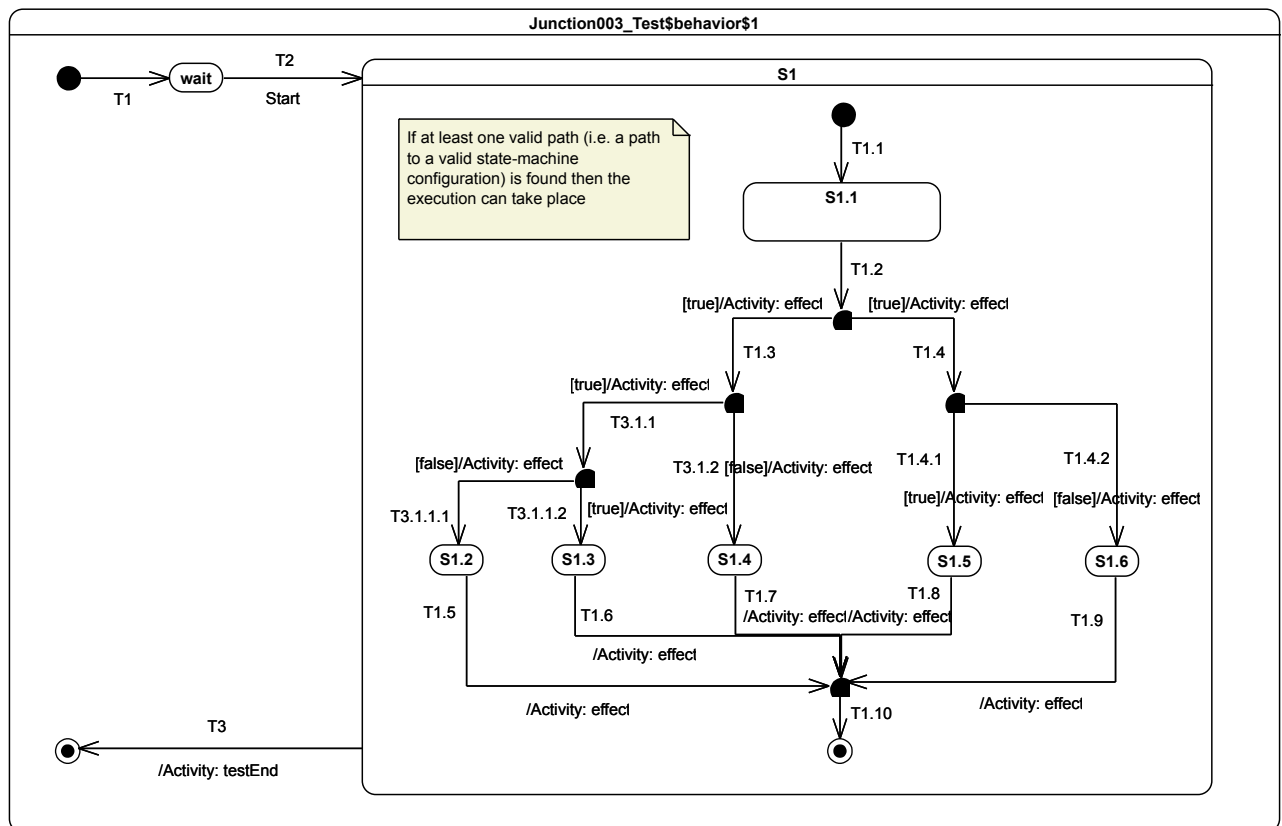 Junction003_Test$behavior$1
T2
wait
T1
Start
S1
If at least one valid path (i.e. a path
to a valid state-machine
configuration) is found then the
execution can take place
T1.1
S1.1
T1.2
[true]/Activity: effect
[true]/Activity: effect
T1.3
T1.4
[true]/Activity: effect
T3.1.1
[false]/Activity: effect
T3.1.2
[false]/Activity: effect
T1.4.1
T1.4.2
[true]/Activity: effect
[false]/Activity: effect
T3.1.1.1
T3.1.1.2
[true]/Activity: effect
S1.2
S1.3
S1.4
S1.5
S1.6
T1.5
T1.6
T1.7
T1.8
/Activity: effect
/Activity: effect
T1.9
/Activity: effect
/Activity: effect
/Activity: effect
T1.10
T3
/Activity: testEnd